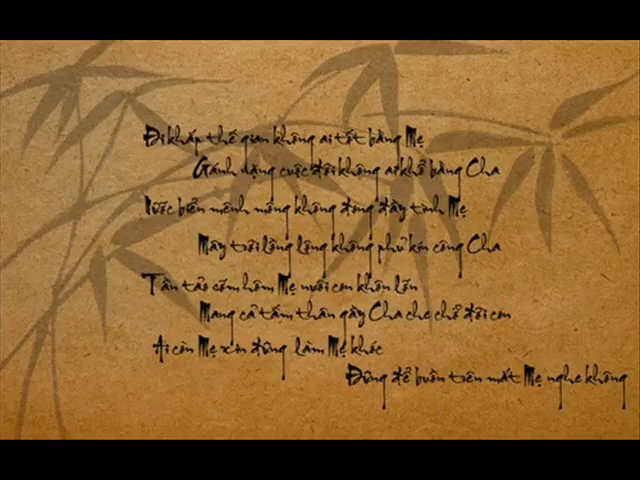 Đi khắp thế gian không ai tốt bằng Mẹ
Gánh nặng cuộc đời không ai khổ bằng Cha
Nước biển mênh mông không đong đầy tình Mẹ
Mây trời lồng lộng không phủ kín công Cha
Tần tảo sớm hôm Mẹ nuôi con khôn lớn
Mang cả tấm thân gầy Cha che chở đời con
Ai còn Mẹ xin đừng làm Mẹ khóc
Đừng để buồn trên mắt Mẹ nghe không